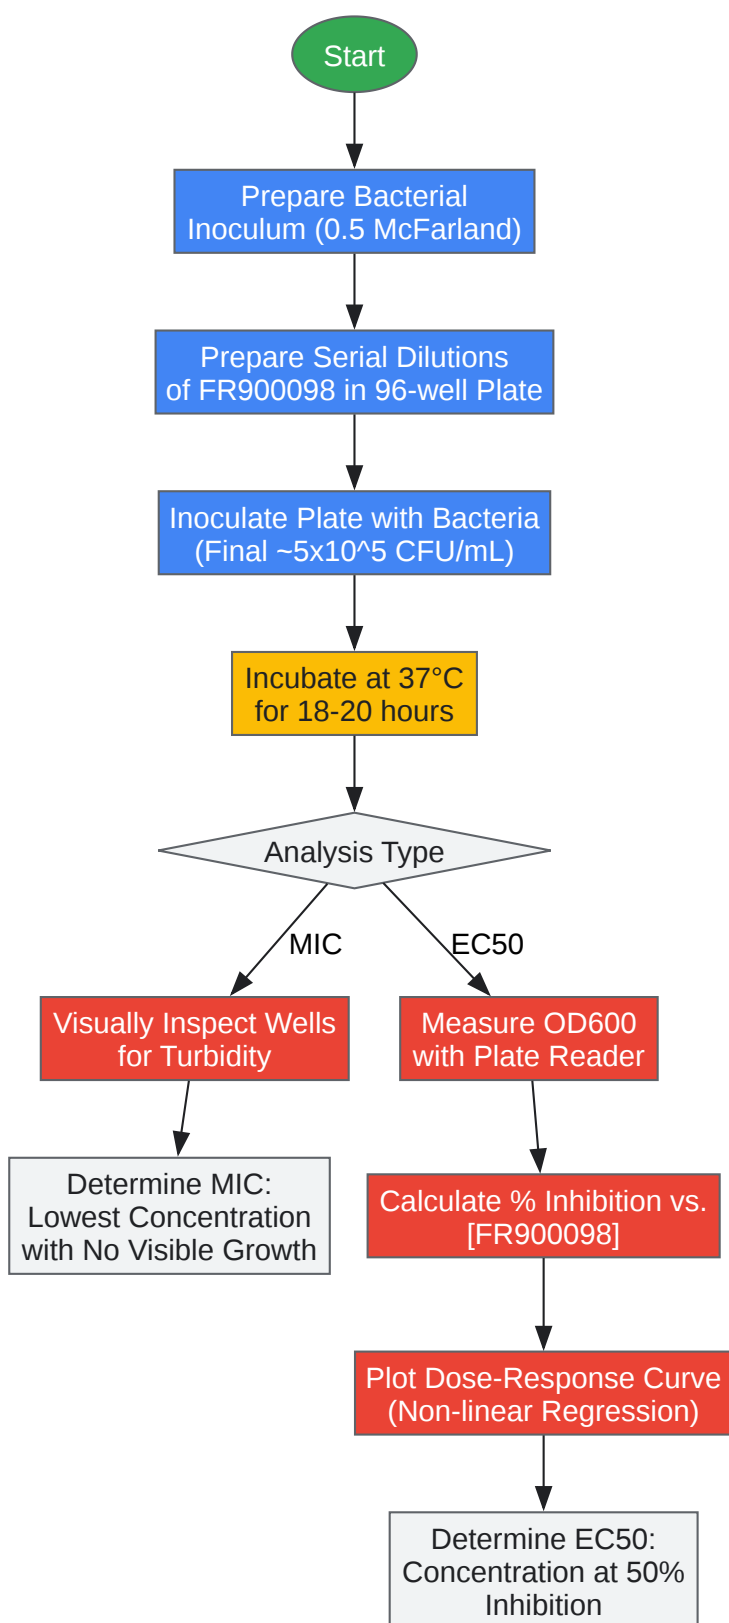 Start
Prepare Bacterial
Inoculum (0.5 McFarland)
Prepare Serial Dilutions
of FR900098 in 96-well Plate
Inoculate Plate with Bacteria
(Final ~5x10^5 CFU/mL)
Incubate at 37°C
for 18-20 hours
Analysis Type
MIC
EC50
Visually Inspect Wells
for Turbidity
Measure OD600
with Plate Reader
Determine MIC:
Lowest Concentration
with No Visible Growth
Calculate % Inhibition vs.
[FR900098]
Plot Dose-Response Curve
(Non-linear Regression)
Determine EC50:
Concentration at 50%
Inhibition